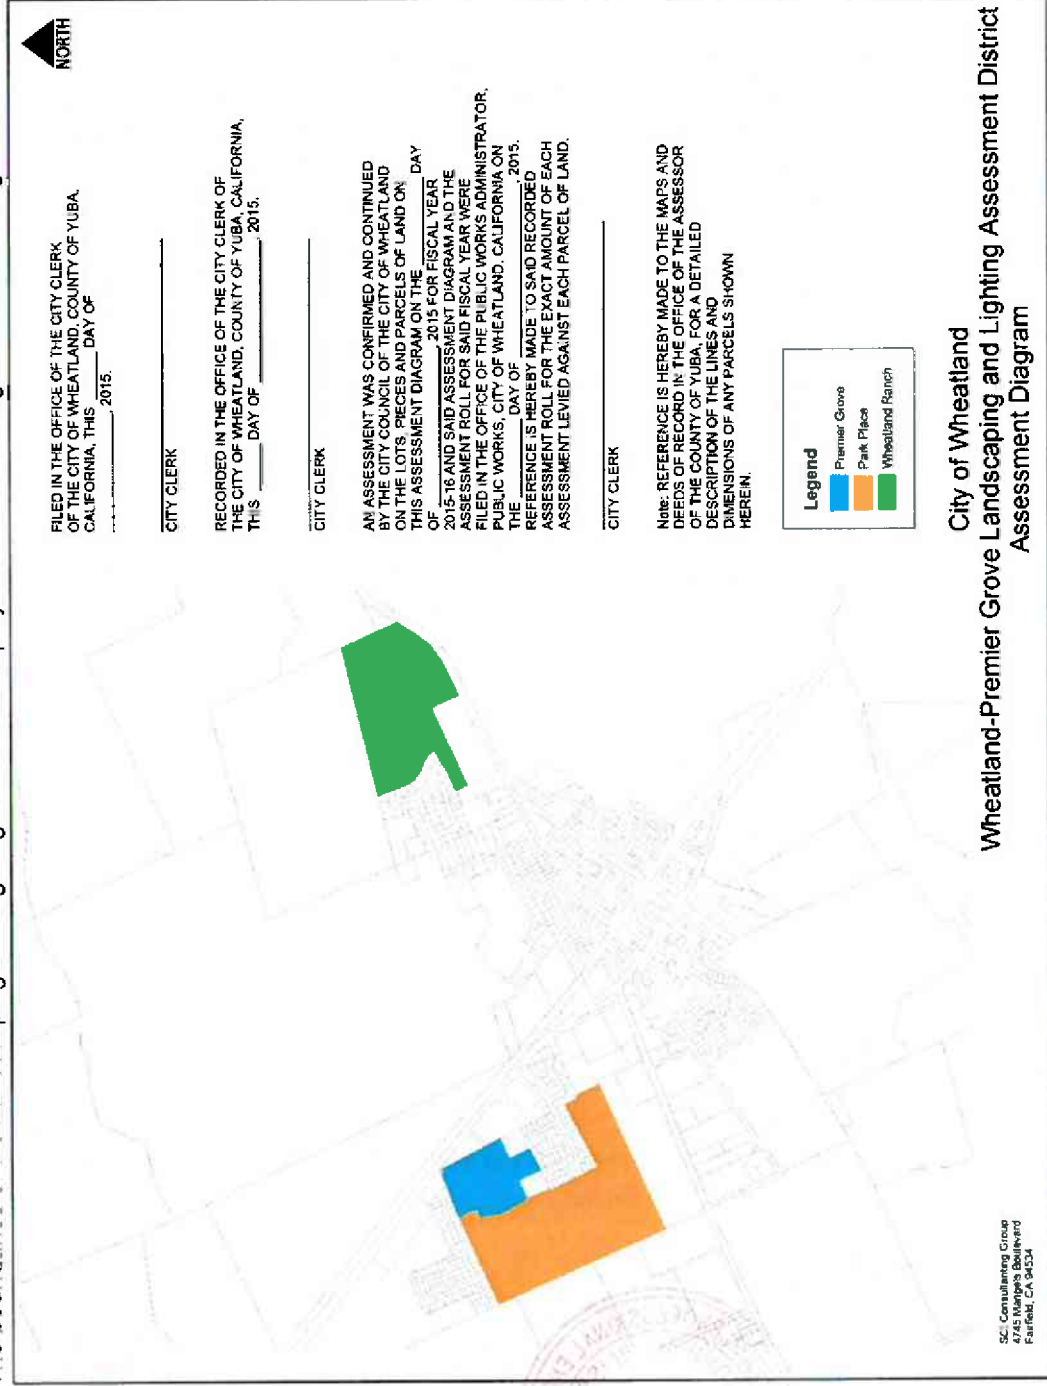 NORTH
FILED IN THE OFFICE OF THE CITY CLERK
OF THE CITY OF WHEATLAND, COUNTY OF YUBA,
CALIFORNIA, THIS ______ DAY OF
__________, 2015.
CITY CLERK
RECORDED IN THE OFFICE OF THE CITY CLERK OF
THE CITY OF WHEATLAND, COUNTY OF YUBA, CALIFORNIA,
THIS ______ DAY OF ______________, 2015.
CITY CLERK
AN ASSESSMENT WAS CONFIRMED AND CONTINUED
BY THE CITY COUNCIL OF THE CITY OF WHEATLAND
ON THE LOTS, PIECES AND PARCELS OF LAND ON
THIS ASSESSMENT DIAGRAM ON THE ________ DAY
OF __________, 2015 FOR FISCAL YEAR
2015-16 AND SAID ASSESSMENT DIAGRAM AND THE
ASSESSMENT ROLL FOR SAID FISCAL YEAR WERE
FILED IN THE OFFICE OF THE PUBLIC WORKS ADMINISTRATOR,
PUBLIC WORKS, CITY OF WHEATLAND, CALIFORNIA ON
THE ______ DAY OF ______________, 2015.
REFERENCE IS HEREBY MADE TO SAID RECORDED
ASSESSMENT ROLL FOR THE EXACT AMOUNT OF EACH
ASSESSMENT LEVIED AGAINST EACH PARCEL OF LAND.
CITY CLERK
Note: REFERENCE IS HEREBY MADE TO THE MAPS AND
DEEDS OF RECORD IN THE OFFICE OF THE ASSESSOR
OF THE COUNTY OF YUBA, FOR A DETAILED
DESCRIPTION OF THE LINES AND
DIMENSIONS OF ANY PARCELS SHOWN
HEREIN.
Legend
Premier Grove
Park Place
Wheatland Ranch
City of Wheatland
Wheatland-Premier Grove Landscaping and Lighting Assessment District
Assessment Diagram
SCI Consultanting Group
4745 Mangels Boulevard
Fairfield, CA 94534